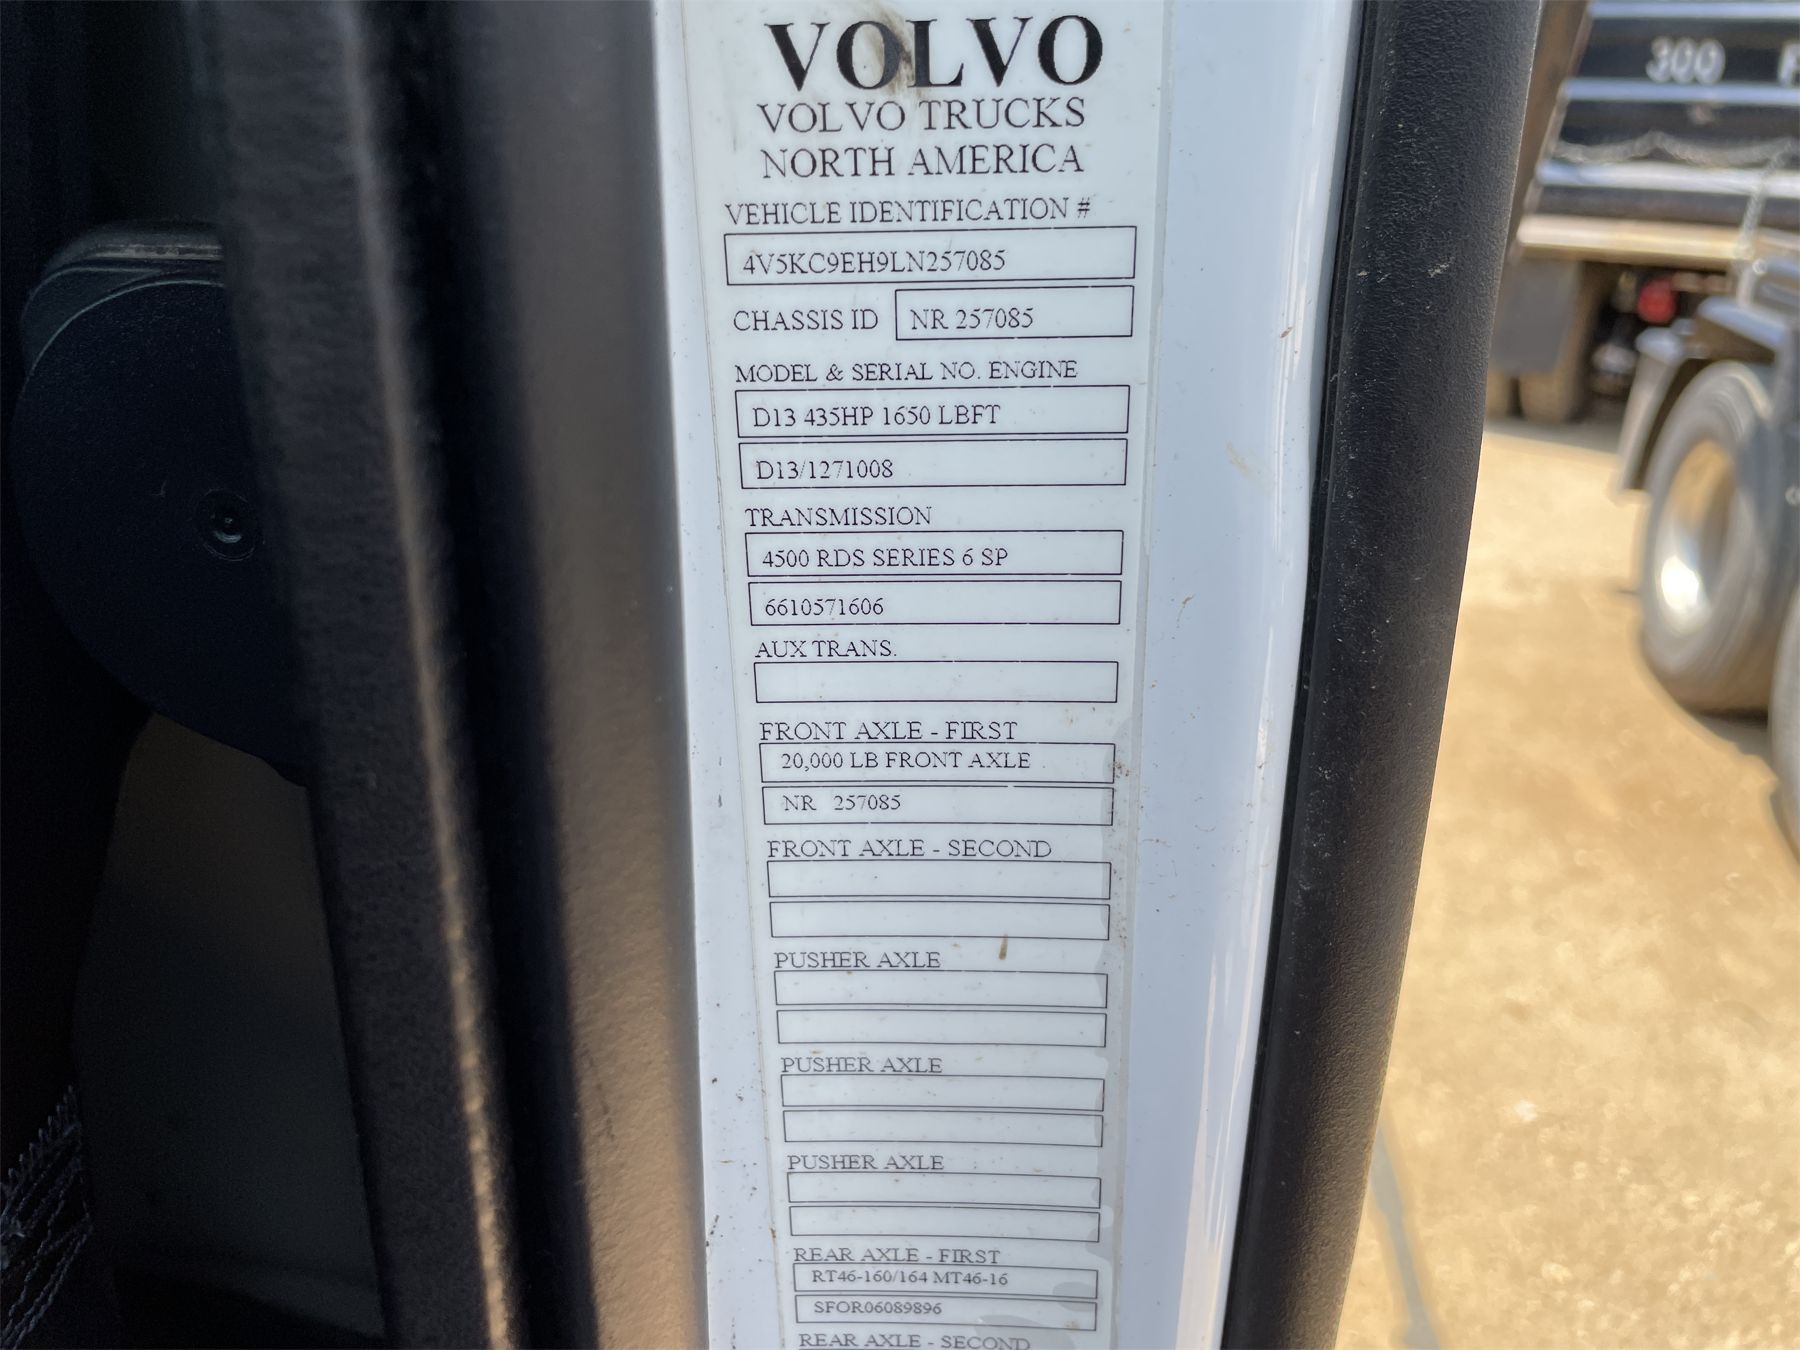 VOLVO
VOLVO TRUCKS
NORTH AMERICA
VEHICLE IDENTIFICATION #
4V5KC9EH9LN257085
CHASSIS ID NR 257085
MODEL & SERIAL NO. ENGINE
D13 435HP 1650 LBFT
D13/1271008
TRANSMISSION
4500 RDS SERIES 6 SP
6610571606
AUX TRANS.
FRONT AXLE - FIRST
20,000 LB FRONT AXLE
NR 257085
FRONT AXLE - SECOND
PUSHER AXLE
PUSHER AXLE
PUSHER AXLE
REAR AXLE - FIRST
RT46-160/164 MT46-16
SFOR06089896
REAR AXLE - SECOND
300